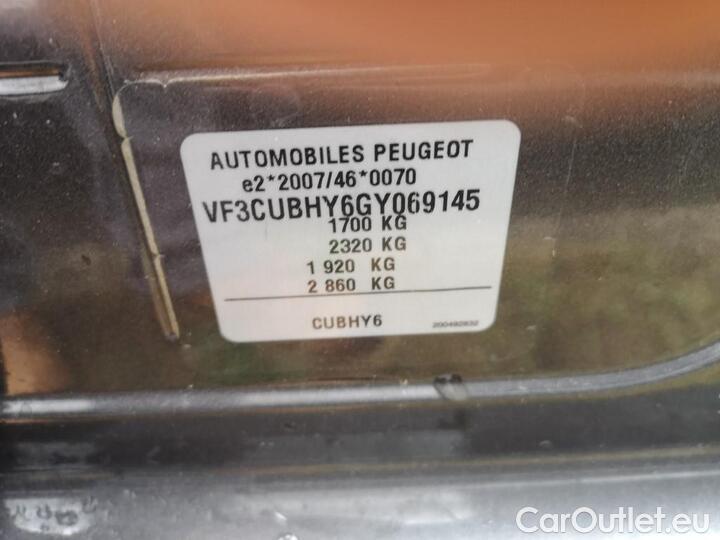 AUTOMOBILES PEUGEOT
e2*2007/46*0070
VF3CUBHY6GY069145
1700 KG
2320 KG
1 920 KG
2 860 KG
CUBHY6 200492832
CarOutlet.eu